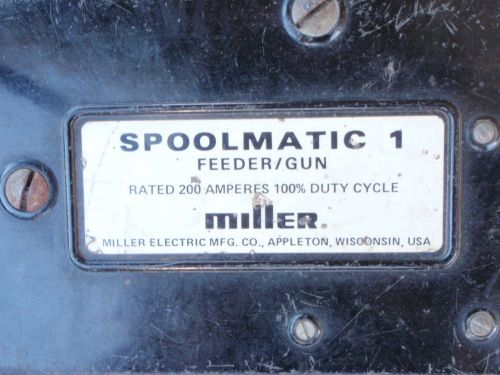 SPOOLMATIC 1
FEEDER/GUN
RATED 200 AMPERES 100% DUTY CYCLE
miller
MILLER ELECTRIC MFG. CO., APPLETON, WISCONSIN, USA